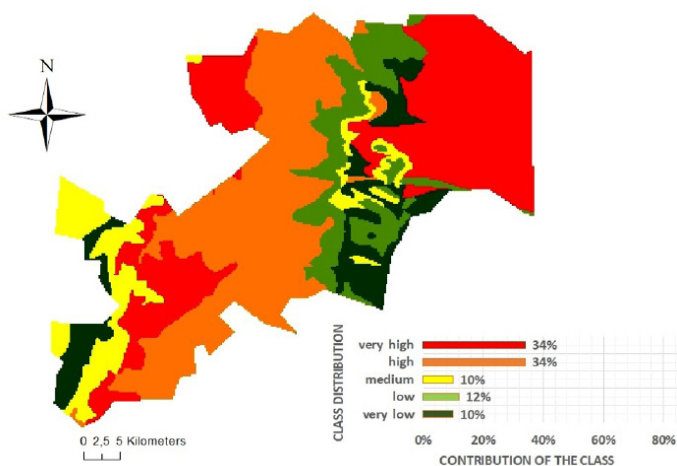 N
very high 34%
high 34%
medium 10%
low 12%
very low 10%
CLASS DISTRIBUTION
0% 20% 40% 60% 80%
CONTRIBUTION OF THE CLASS
0 2,5 5 Kilometers